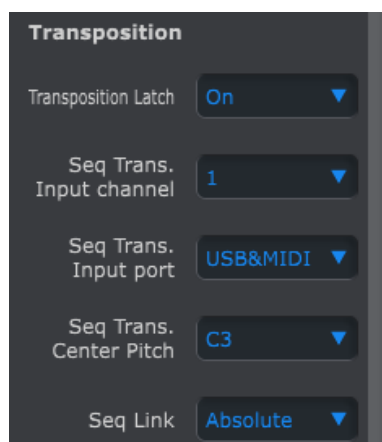 Transposition
Transposition Latch On
Seq Trans.
Input channel 1
Seq Trans.
Input port USB&MIDI
Seq Trans.
Center Pitch C3
Seq Link Absolute